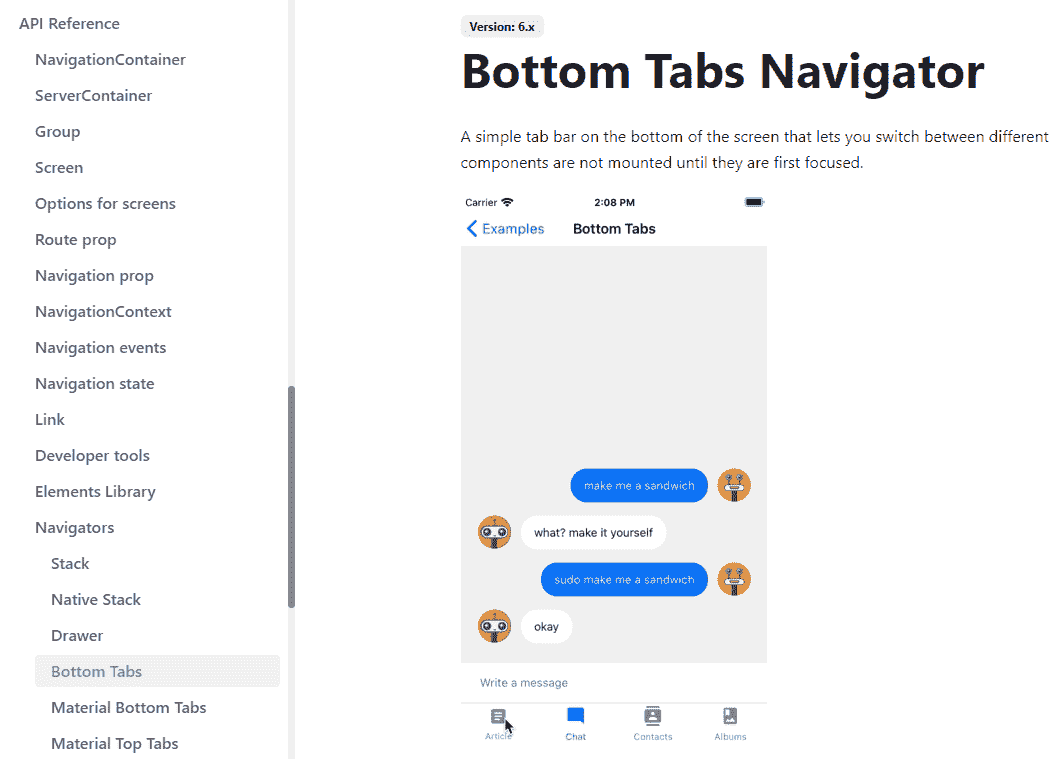 API Reference
NavigationContainer
ServerContainer
Group
Screen
Options for screens
Route prop
Navigation prop
NavigationContext
Navigation events
Navigation state
Link
Developer tools
Elements Library
Navigators
Stack
Native Stack
Drawer
Bottom Tabs
Material Bottom Tabs
Material Top Tabs
Version: 6.x
Bottom Tabs Navigator
A simple tab bar on the bottom of the screen that lets you switch between different
components are not mounted until they are first focused.
Carrier 2:08 PM
Examples Bottom Tabs
make me a sandwich
what? make it yourself
sudo make me a sandwich
okay
Write a message
Article Chat Contacts Albums